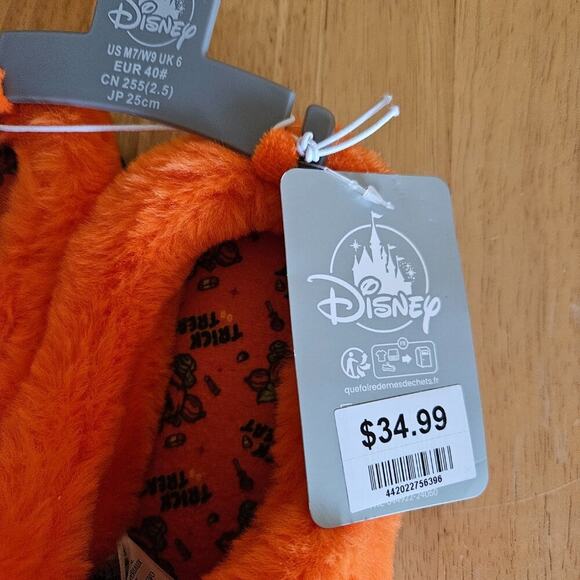 Disney
US M7/W9 UK 6
EUR 40#
CN 255(2.5)
JP 25cm
Disney
FR
quefairedemesdechets.fr
$34.99
442022756396
TRICK
TREAT
TRICK